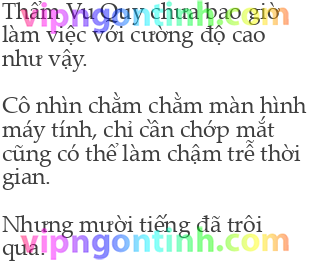 Thẩm Vu Quy chưa bao giờ
vipngontinh.com
làm việc với cường độ cao
như vậy.
Cô nhìn chằm chằm màn hình
máy tính, chỉ cần chớp mắt
cũng có thể làm chậm trễ thời
gian.
Nhưng mười tiếng đã trôi
qua.
vipngontinh.com